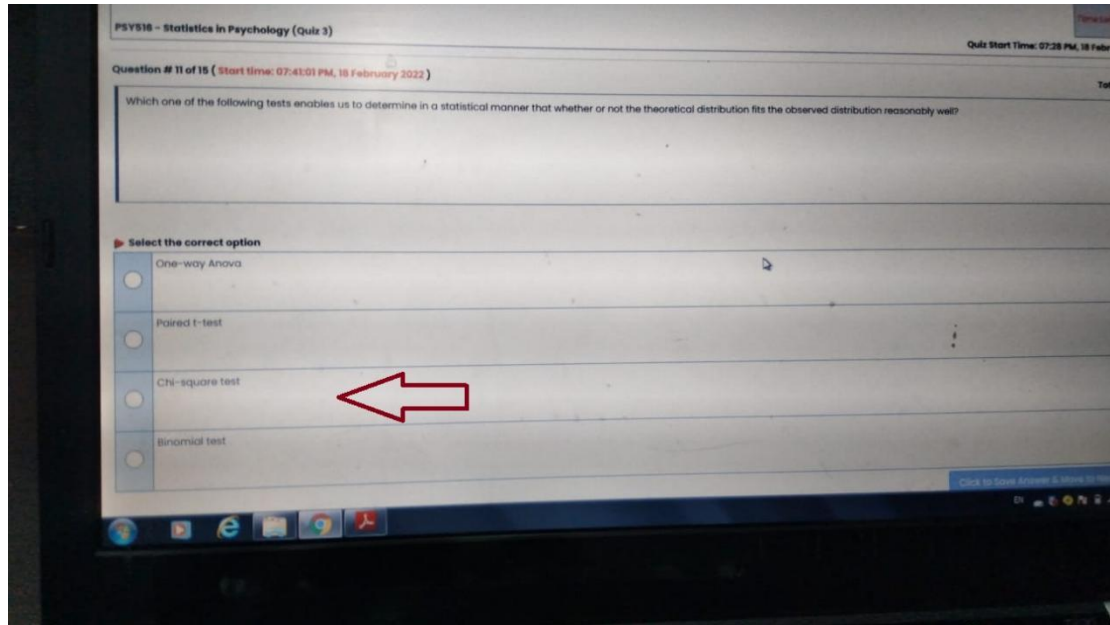 PSY516 - Statistics in Psychology (Quiz 3)
Quiz Start Time: 07:28 PM, 18
Question # 11 of 15 ( Start time: 07:41:01 PM, 18 February 2022 )
Which one of the following tests enables us to determine in a statistical manner that whether or not the theoretical distribution fits the observed distribution reasonably well?
Select the correct option
One-way Anova
Paired t-test
Chi-square test
Binomial test
Click to Save Answer & Move to
EN